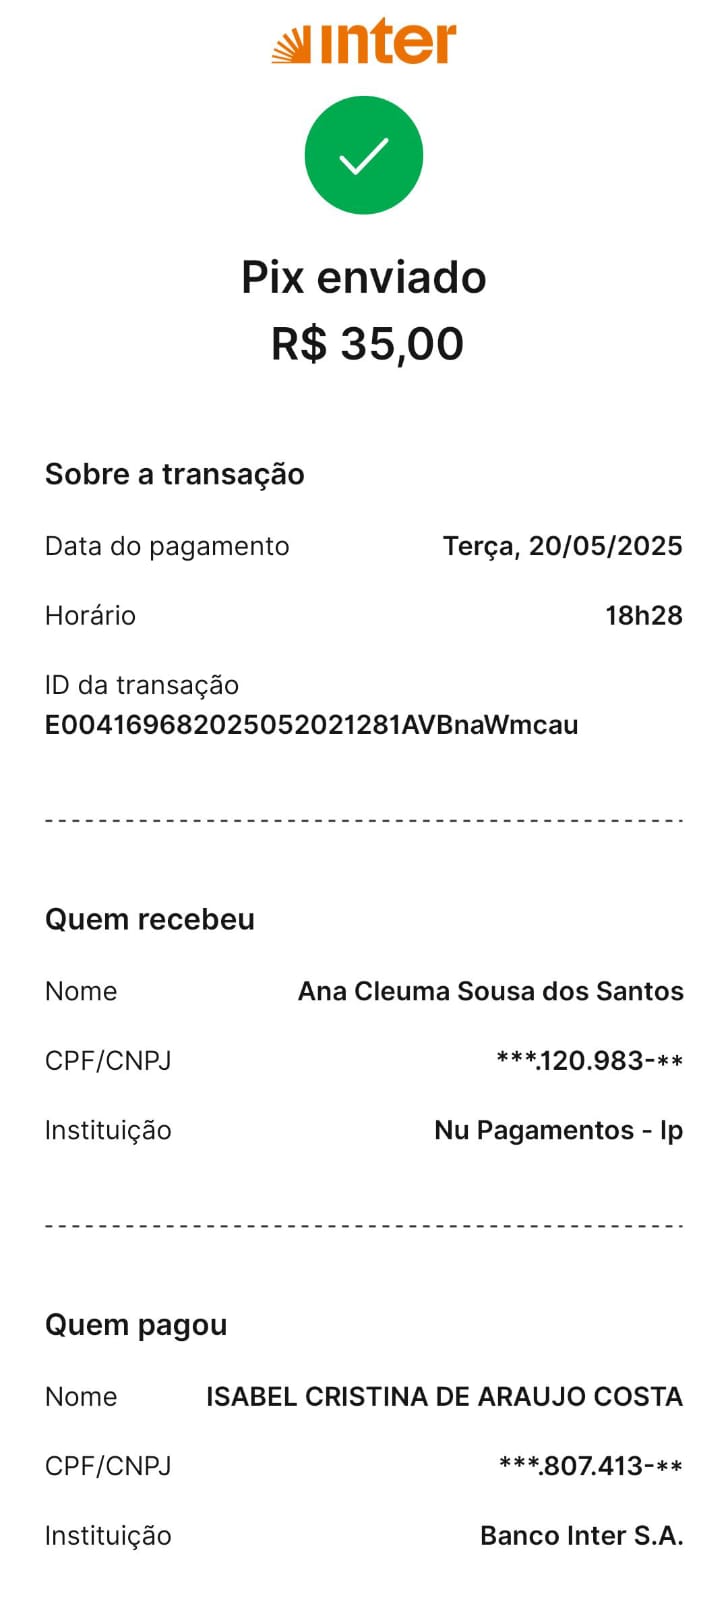 inter
Pix enviado
R$ 35,00
Sobre a transação
Data do pagamento Terça, 20/05/2025
Horário 18h28
ID da transação
E00416968202505202128​1AVBnaWmcau
Quem recebeu
Nome Ana Cleuma Sousa dos Santos
CPF/CNPJ ***.120.983-**
Instituição Nu Pagamentos - Ip
Quem pagou
Nome ISABEL CRISTINA DE ARAUJO COSTA
CPF/CNPJ ***.807.413-**
Instituição Banco Inter S.A.